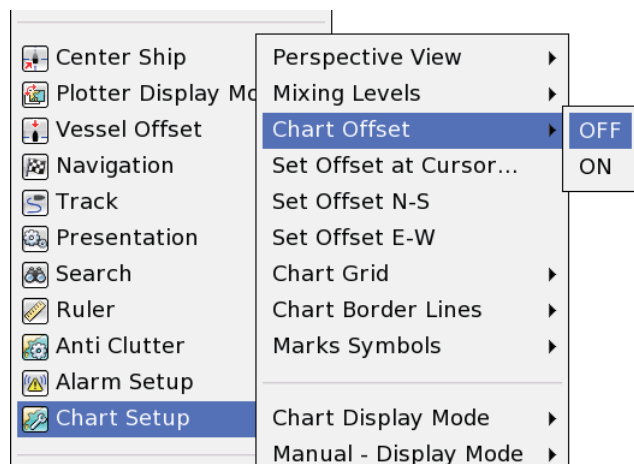 Center Ship
Plotter Display Mo
Vessel Offset
Navigation
Track
Presentation
Search
Ruler
Anti Clutter
Alarm Setup
Chart Setup
Perspective View
Mixing Levels
Chart Offset
Set Offset at Cursor...
Set Offset N-S
Set Offset E-W
Chart Grid
Chart Border Lines
Marks Symbols
Chart Display Mode
Manual - Display Mode
OFF
ON